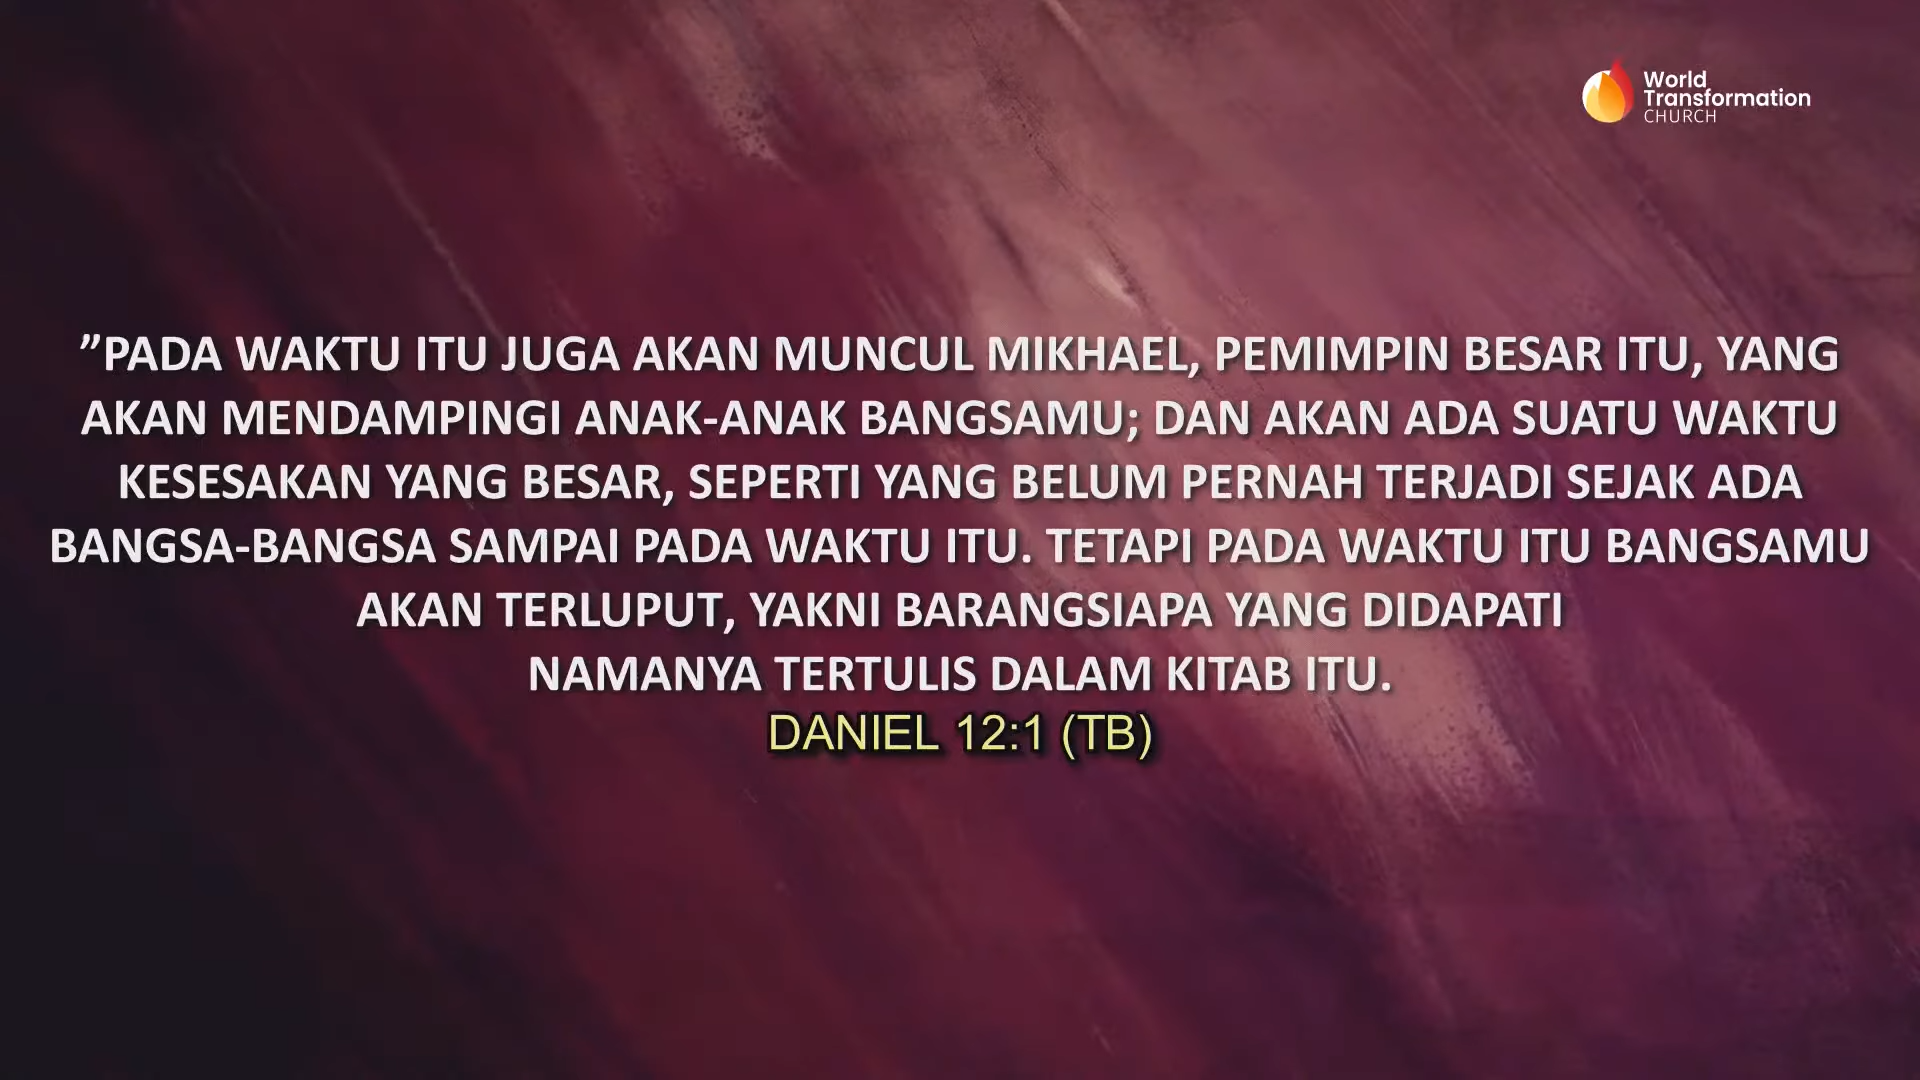 World
Transformation
CHURCH
”PADA WAKTU ITU JUGA AKAN MUNCUL MIKHAEL, PEMIMPIN BESAR ITU, YANG
AKAN MENDAMPINGI ANAK-ANAK BANGSAMU; DAN AKAN ADA SUATU WAKTU
KESESAKAN YANG BESAR, SEPERTI YANG BELUM PERNAH TERJADI SEJAK ADA
BANGSA-BANGSA SAMPAI PADA WAKTU ITU. TETAPI PADA WAKTU ITU BANGSAMU
AKAN TERLUPUT, YAKNI BARANGSIAPA YANG DIDAPATI
NAMANYA TERTULIS DALAM KITAB ITU.
DANIEL 12:1 (TB)